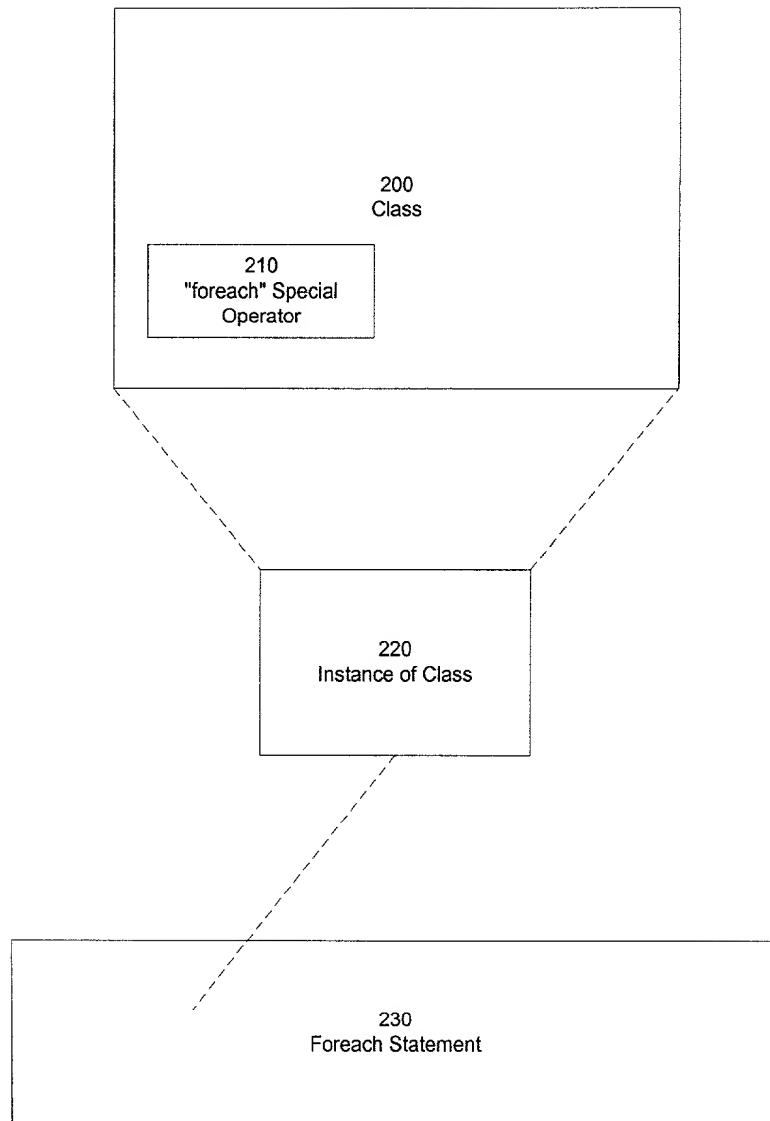 200
Class
210
"foreach" Special
Operator
220
Instance of Class
230
Foreach Statement